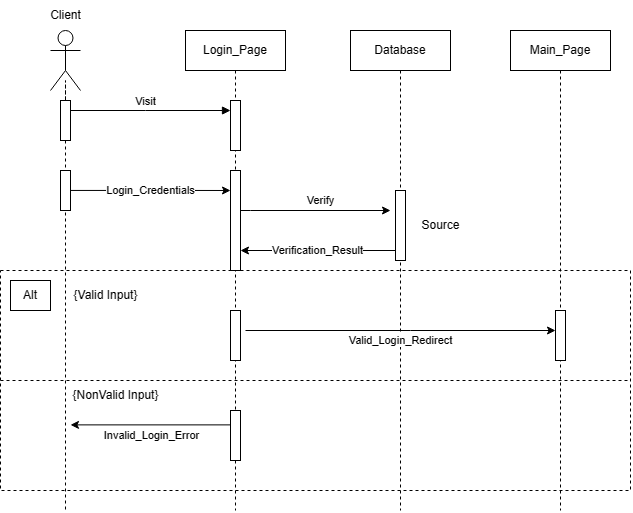 Client
Login_Page
Database
Main_Page
Visit
Login_Credentials
Verify
Source
Verification_Result
Alt
{Valid Input}
Valid_Login_Redirect
{NonValid Input}
Invalid_Login_Error